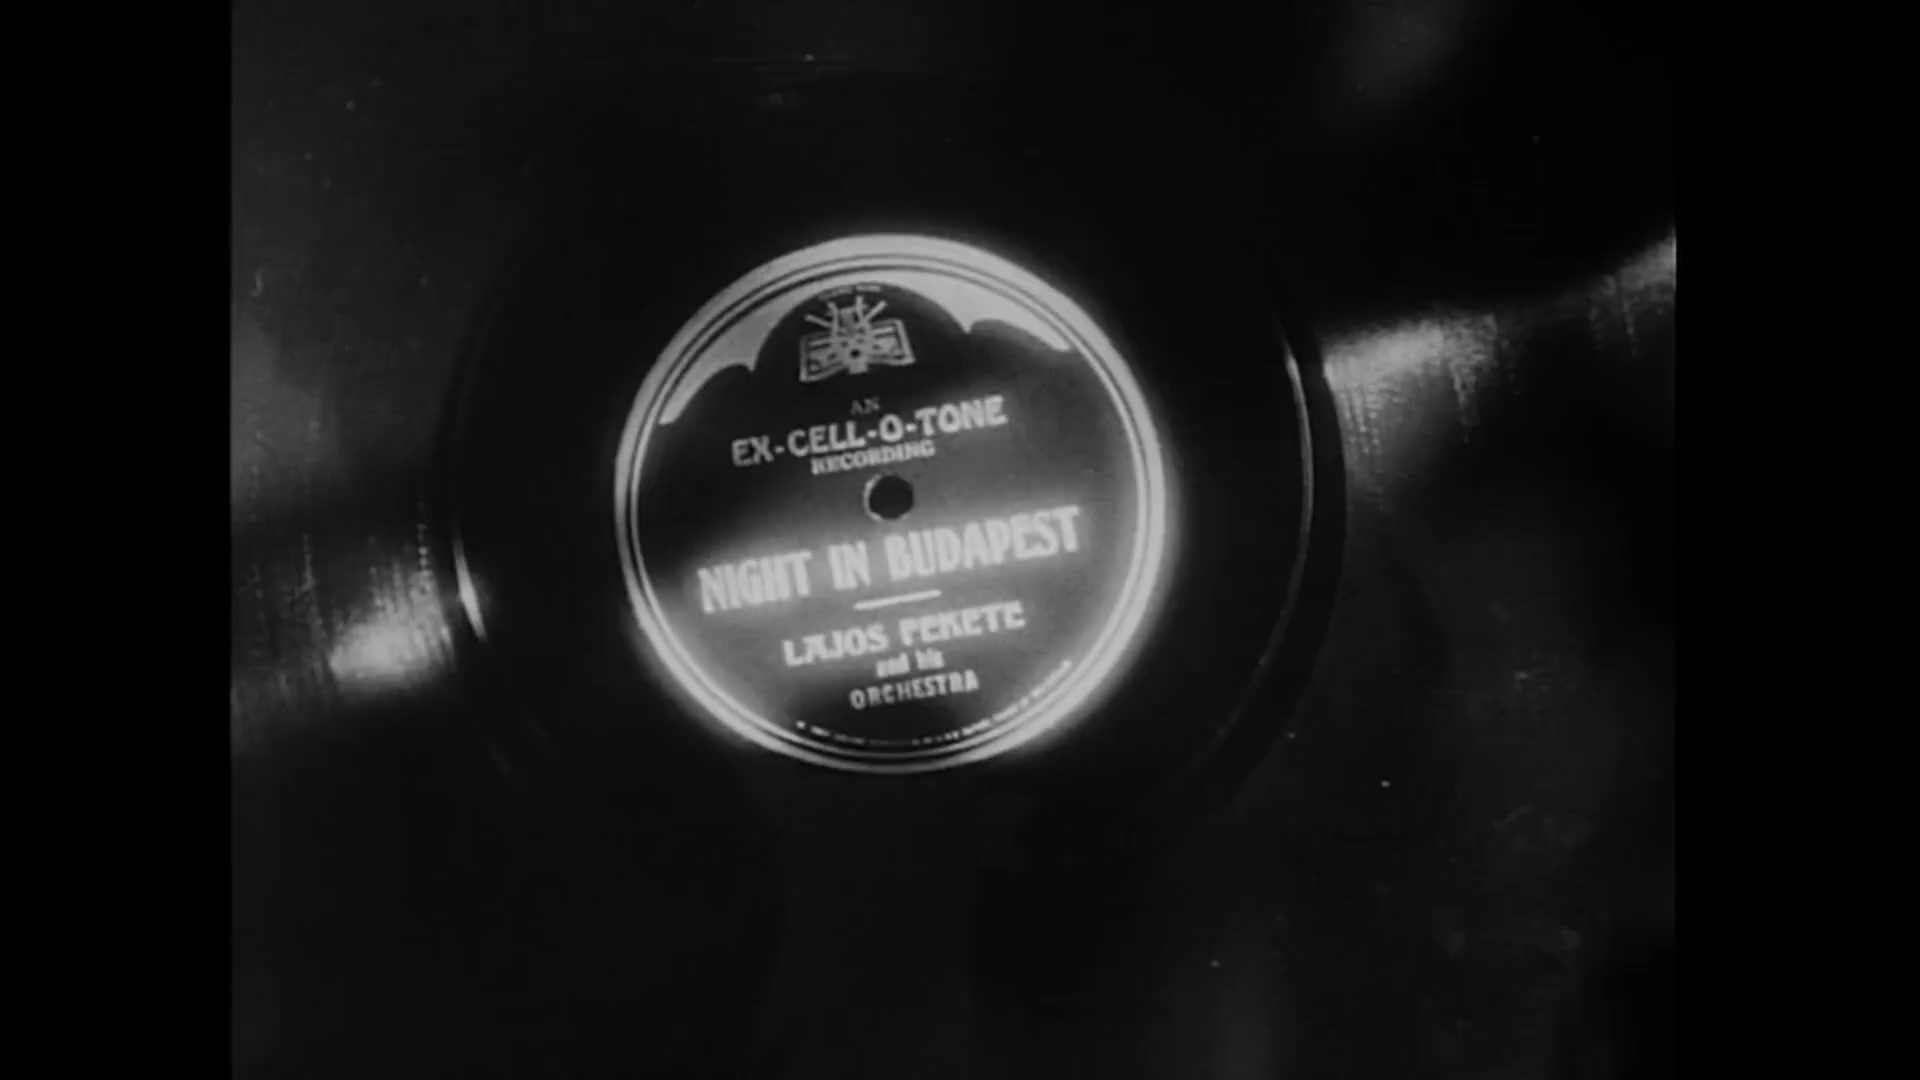 AN
EX-CELL-O-TONE
RECORDING
NIGHT IN BUDAPEST
LAJOS FEKETE
and his
ORCHESTRA